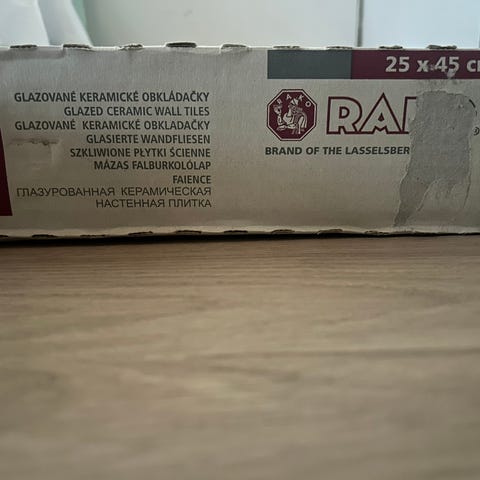 GLAZOVANÉ KERAMICKÉ OBKLÁDAČKY
GLAZED CERAMIC WALL TILES
GLAZOVANÉ KERAMICKÉ OBKLADAČKY
GLASIERTE WANDFLIESEN
SZKLIWIONE PŁYTKI ŚCIENNE
MÁZAS FALBURKOLÓLAP
FAIENCE
ГЛАЗУРОВАННАЯ КЕРАМИЧЕСКАЯ
НАСТЕННАЯ ПЛИТКА
25 x 45
RAKO
BRAND OF THE